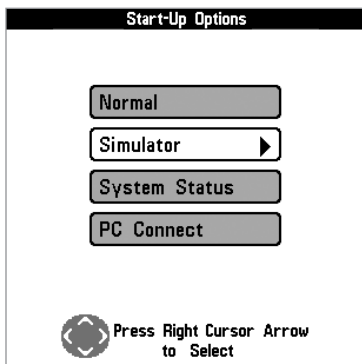 Start-Up Options
Normal
Simulator
System Status
PC Connect
Press Right Cursor Arrow
to Select